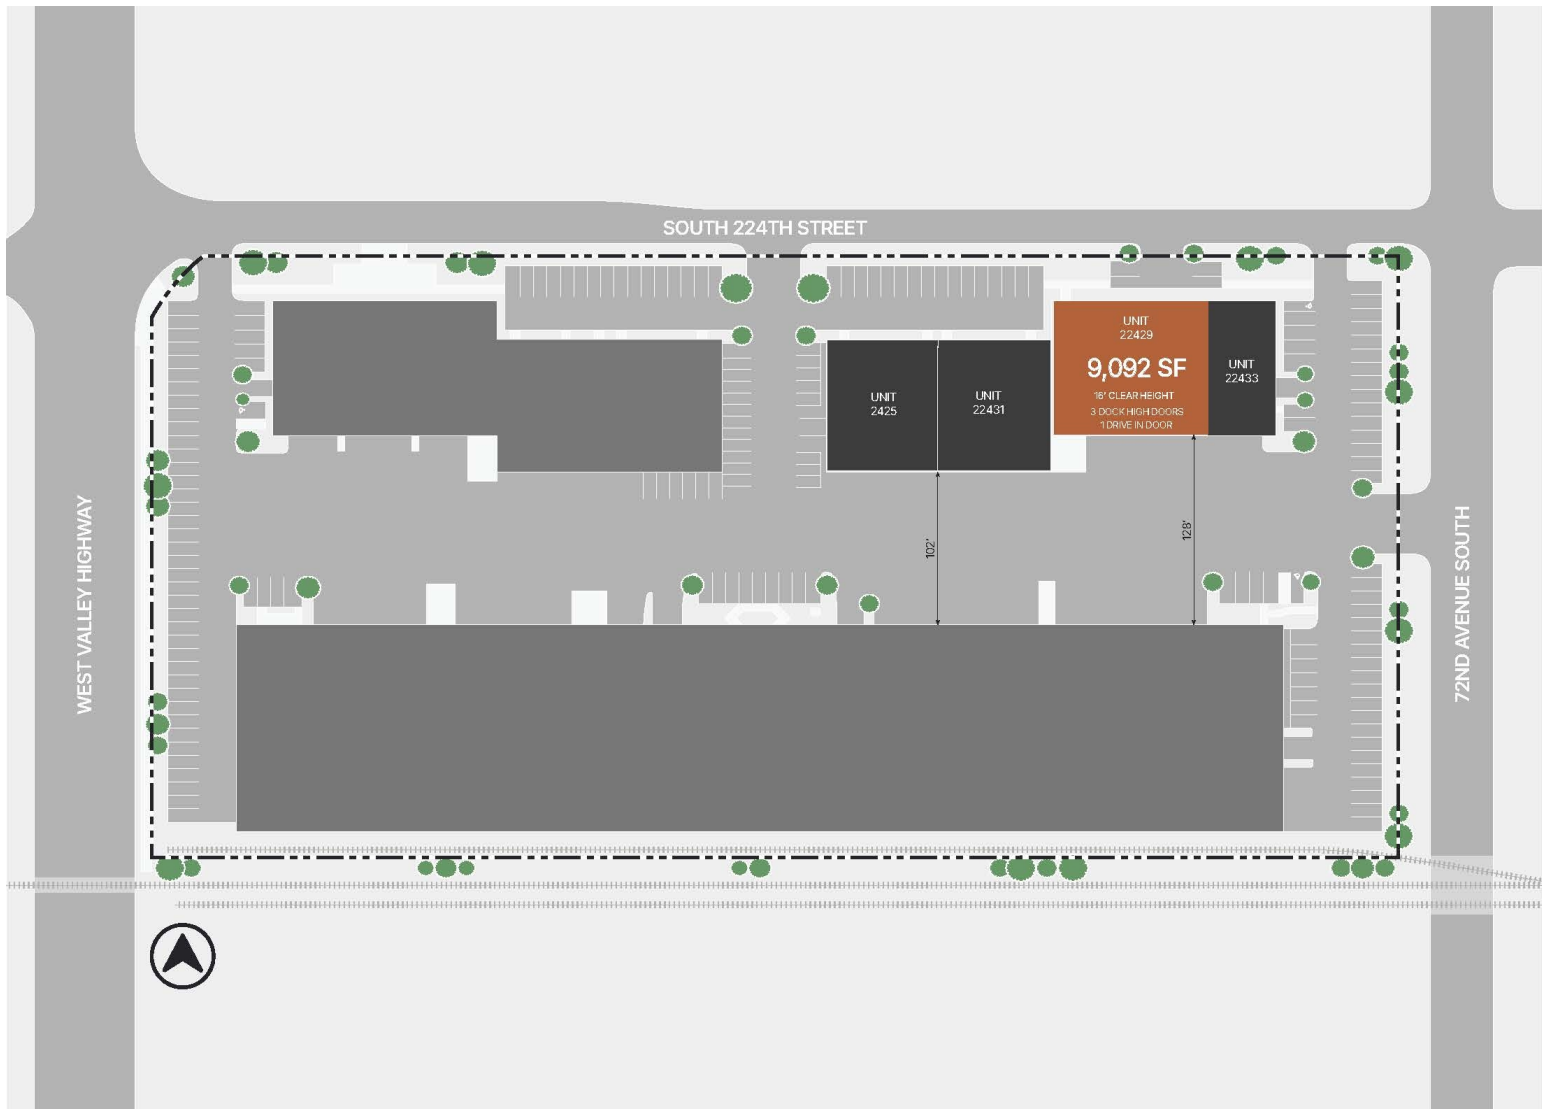 SOUTH 224TH STREET
UNIT
22429
9,092 SF
16' CLEAR HEIGHT
3 DOCK HIGH DOORS
1 DRIVE IN DOOR
UNIT
22433
UNIT
2425
UNIT
22431
102'
128'
WEST VALLEY HIGHWAY
72ND AVENUE SOUTH